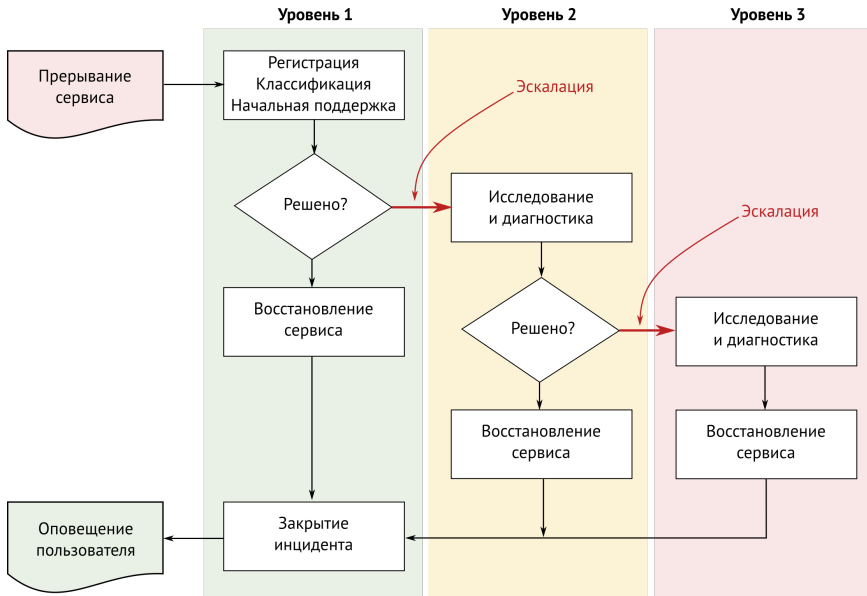 Уровень 1
Уровень 2
Уровень 3
Прерывание
сервиса
Регистрация
Классификация
Начальная поддержка
Эскалация
Решено?
Исследование
и диагностика
Эскалация
Восстановление
сервиса
Решено?
Исследование
и диагностика
Восстановление
сервиса
Восстановление
сервиса
Оповещение
пользователя
Закрытие
инцидента